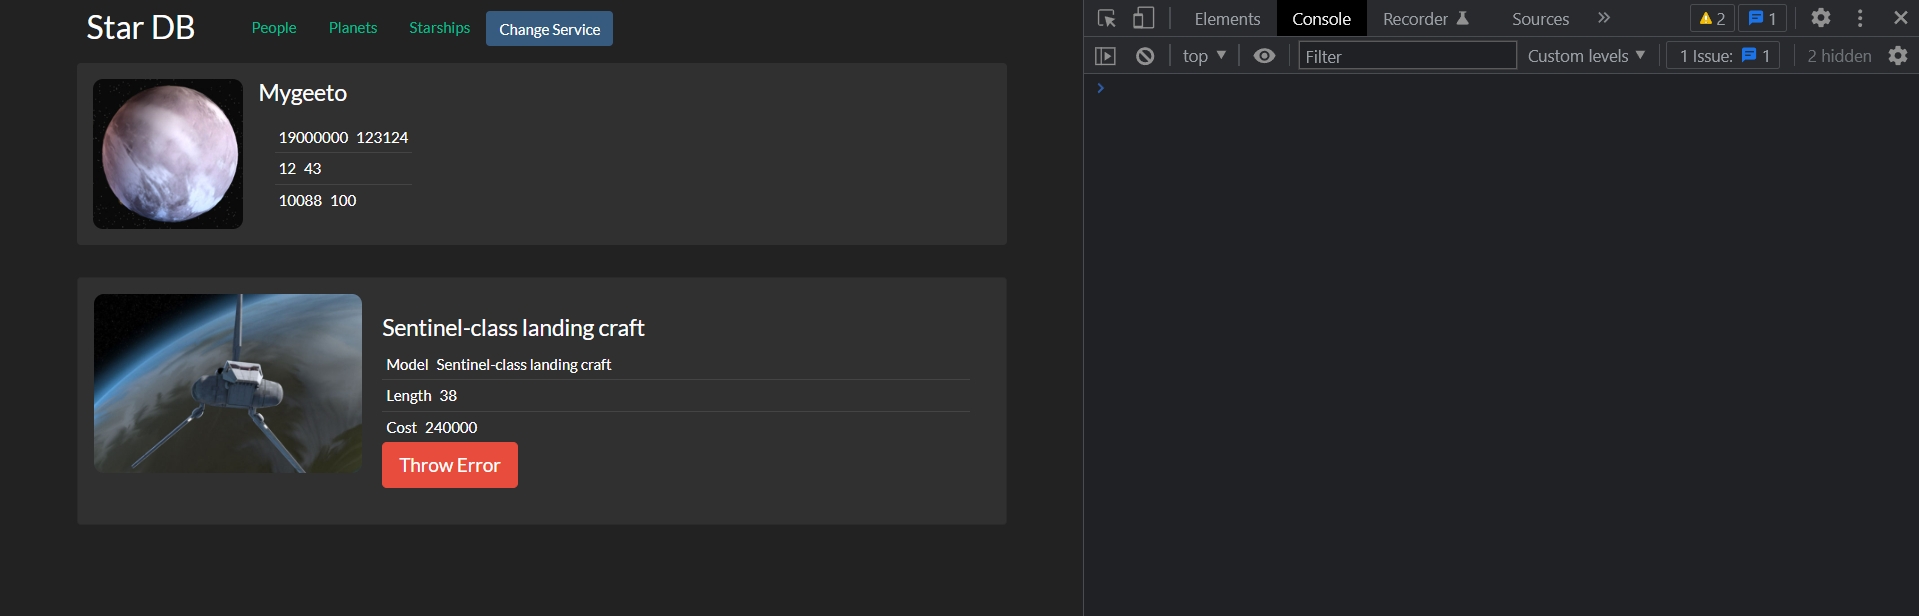 Star DB People Planets Starships Change Service
Mygeeto
19000000 123124
12 43
10088 100
Sentinel-class landing craft
Model Sentinel-class landing craft
Length 38
Cost 240000
Throw Error
Elements Console Recorder Sources » 2 1
top Filter Custom levels 1 Issue: 1 2 hidden